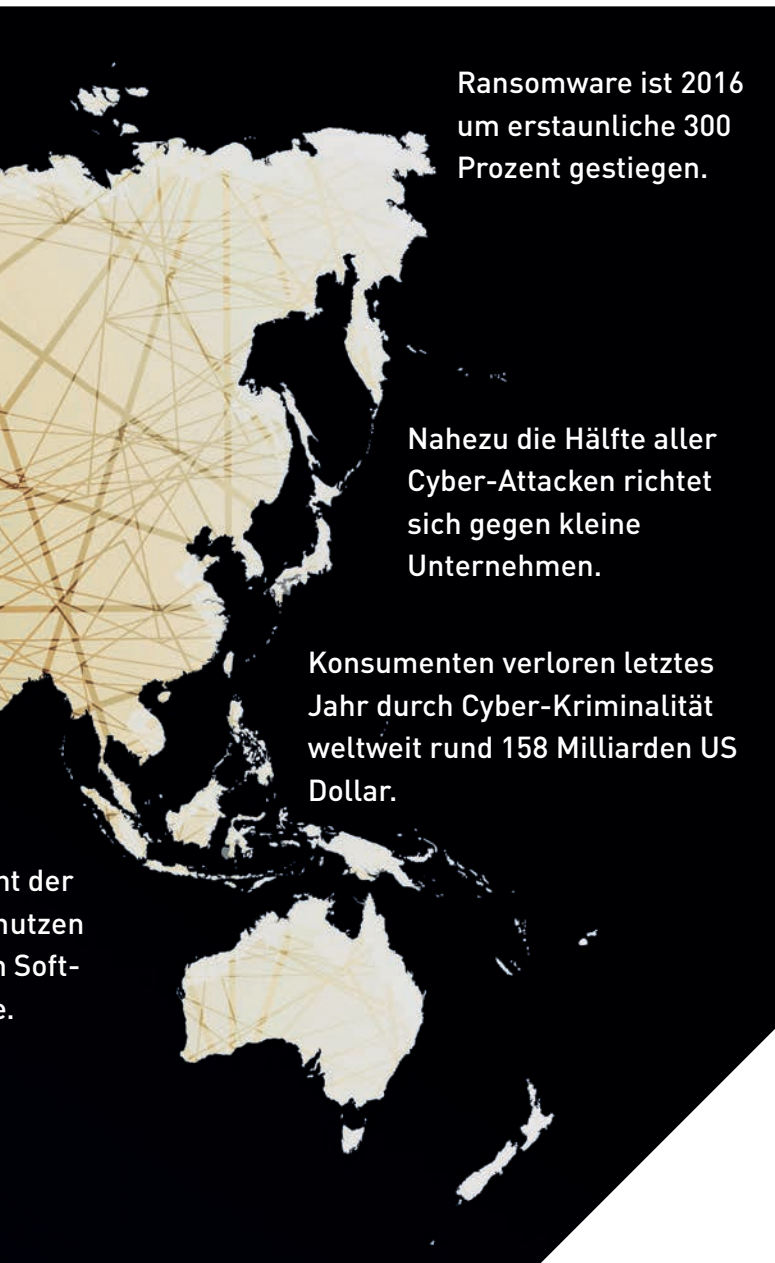 Ransomware ist 2016
um erstaunliche 300
Prozent gestiegen.
Nahezu die Hälfte aller
Cyber-Attacken richtet
sich gegen kleine
Unternehmen.
Konsumenten verloren letztes
Jahr durch Cyber-Kriminalität
weltweit rund 158 Milliarden US
Dollar.
der
nutzen
Soft-